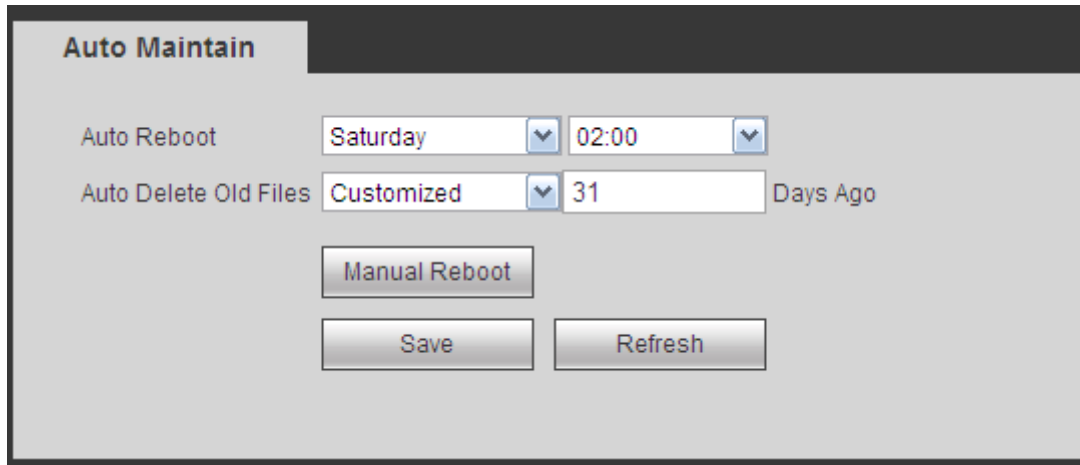 Auto Maintain
Auto Reboot Saturday 02:00
Auto Delete Old Files Customized 31 Days Ago
Manual Reboot
Save Refresh